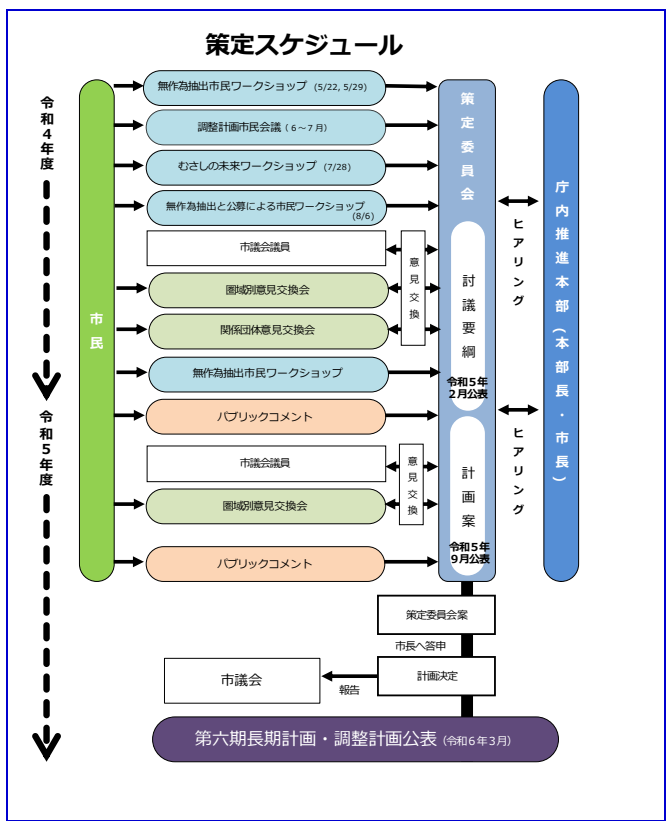 策定スケジュール
令和4年度
令和5年度
市民
無作為抽出市民ワークショップ (5/22, 5/29)
調整計画市民会議（6～7月）
むさしの未来ワークショップ (7/28)
無作為抽出と公募による市民ワークショップ
(8/6)
市議会議員
圏域別意見交換会
関係団体意見交換会
意見交換
無作為抽出市民ワークショップ
パブリックコメント
市議会議員
圏域別意見交換会
意見交換
パブリックコメント
策定委員会
討議要綱
令和5年
2月公表
計画案
令和5年
9月公表
ヒアリング
ヒアリング
庁内推進本部（本部長・市長）
策定委員会案
市長へ答申
計画決定
報告
市議会
第六期長期計画・調整計画公表（令和6年3月）